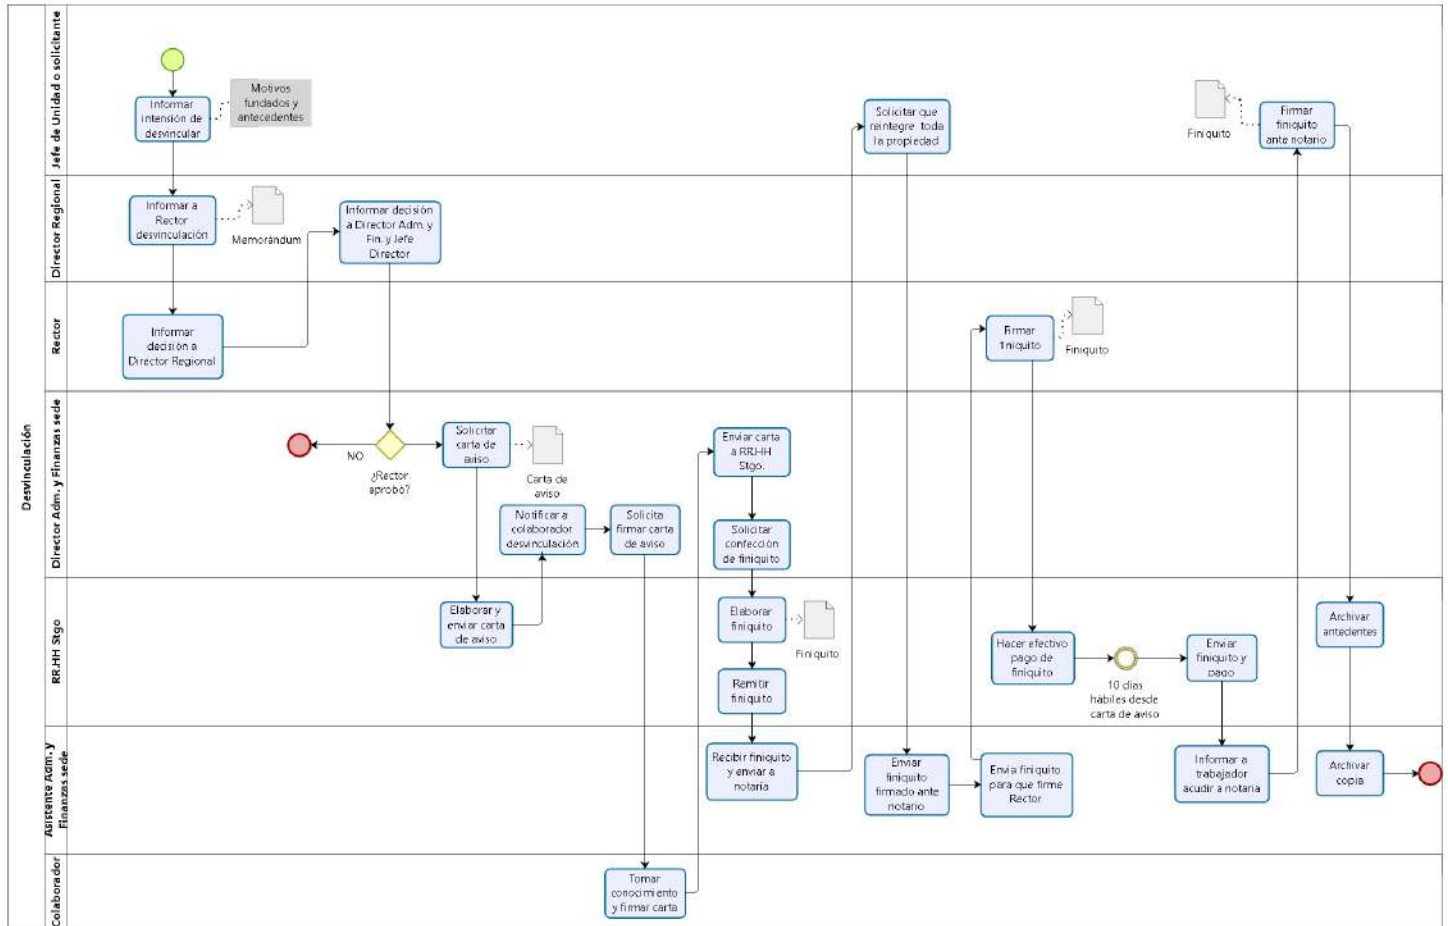 Desvinculación
Jefe de Unidad o solicitante
Informar
intensión de
desvincular
Motivos
fundados y
antecedentes
Solicitar que
reintegre toda
la propiedad
Finiquito
Firmar
finiquito
ante notario
Director Regional
Informar a
Rector
desvinculación
Memorándum
Informar decisión
a Director Adm. y
Fin. y Jefe
Director
Rector
Informar
decisión a
Director Regional
Firmar
finiquito
Finiquito
Director Adm. y Finanzas sede
NO
¿Rector
aprobó?
Solicitar
carta de
aviso
Carta de
aviso
Notificar a
colaborador
desvinculación
Solicita
firmar carta
de aviso
Enviar carta
a RR.HH
Stgo.
Solicitar
confección
de finiquito
RR.HH Stgo
Elaborar y
enviar carta
de aviso
Elaborar
finiquito
Finiquito
Remitir
finiquito
Hacer efectivo
pago de
finiquito
10 días
hábiles desde
carta de aviso
Enviar
finiquito y
pago
Archivar
antedentes
Asistente Adm. y
Finanzas sede
Recibir finiquito
y enviar a
notaría
Enviar
finiquito
firmado ante
notario
Envia finiquito
para que firme
Rector
Informar a
trabajador
acudir a notaria
Archivar
copia
Colaborador
Tomar
conocimiento
y firmar carta